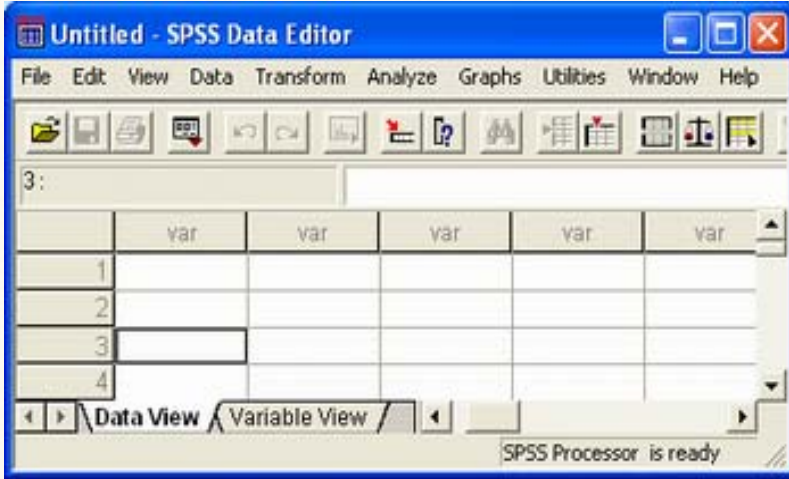 Untitled - SPSS Data Editor
File Edit View Data Transform Analyze Graphs Utilities Window Help
3:
var var var var var
1
2
3
4
Data View Variable View
SPSS Processor is ready